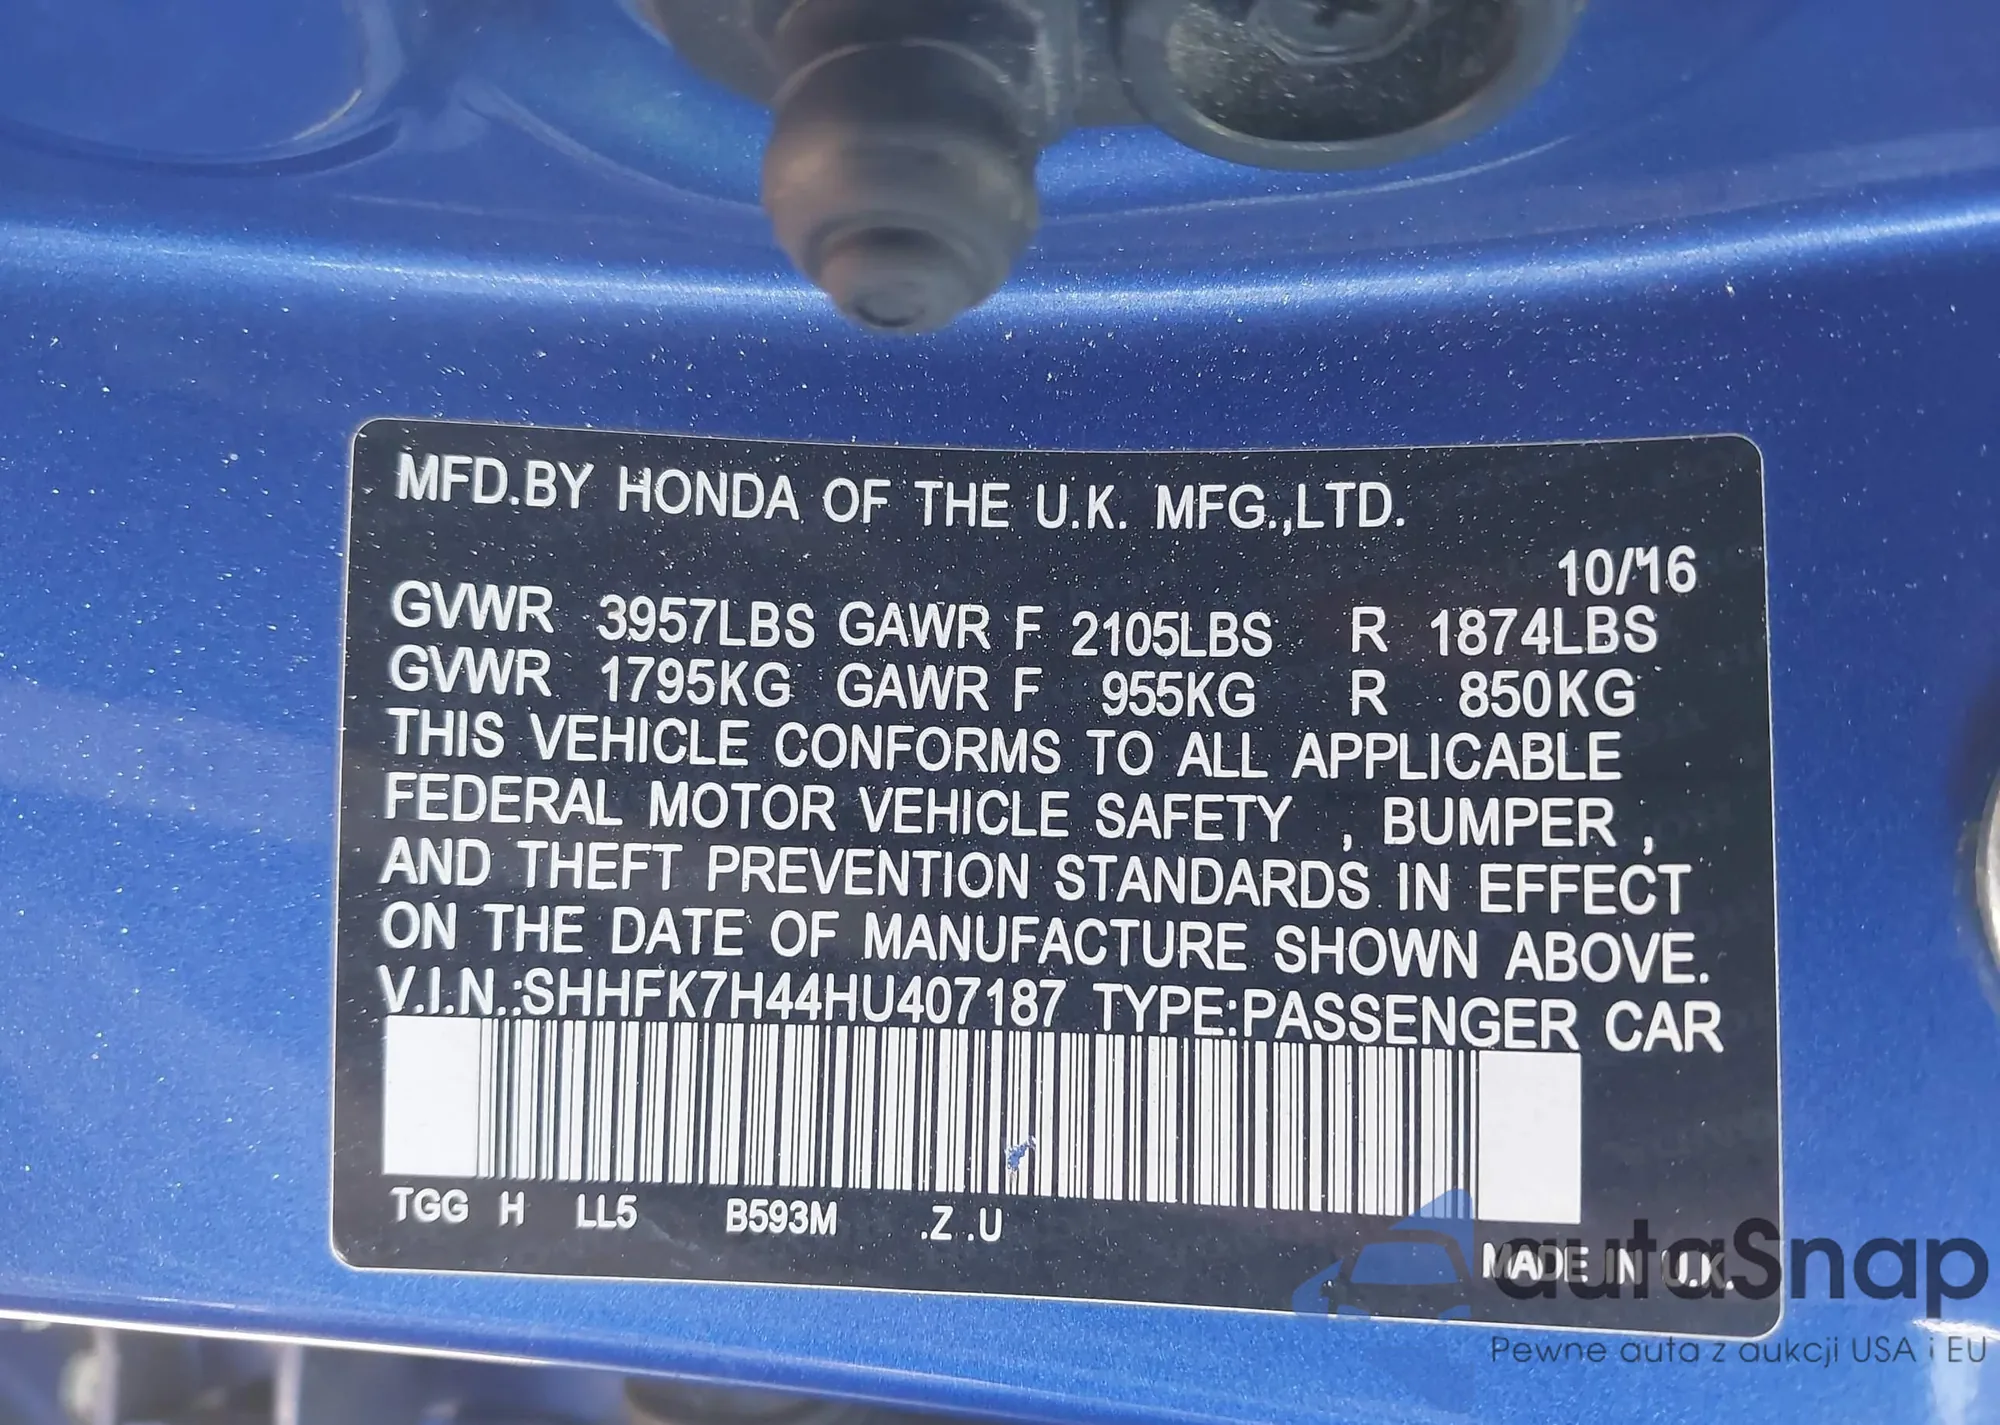 MFD.BY HONDA OF THE U.K. MFG.,LTD.
10/16
GVWR 3957LBS GAWR F 2105LBS R 1874LBS
GVWR 1795KG GAWR F 955KG R 850KG
THIS VEHICLE CONFORMS TO ALL APPLICABLE
FEDERAL MOTOR VEHICLE SAFETY , BUMPER ,
AND THEFT PREVENTION STANDARDS IN EFFECT
ON THE DATE OF MANUFACTURE SHOWN ABOVE.
V.I.N.:SHHFK7H44HU407187 TYPE:PASSENGER CAR
TGG H LL5 B593M .Z .U
MADE IN U.K.
autaSnap
Pewne auta z aukcji USA i EU